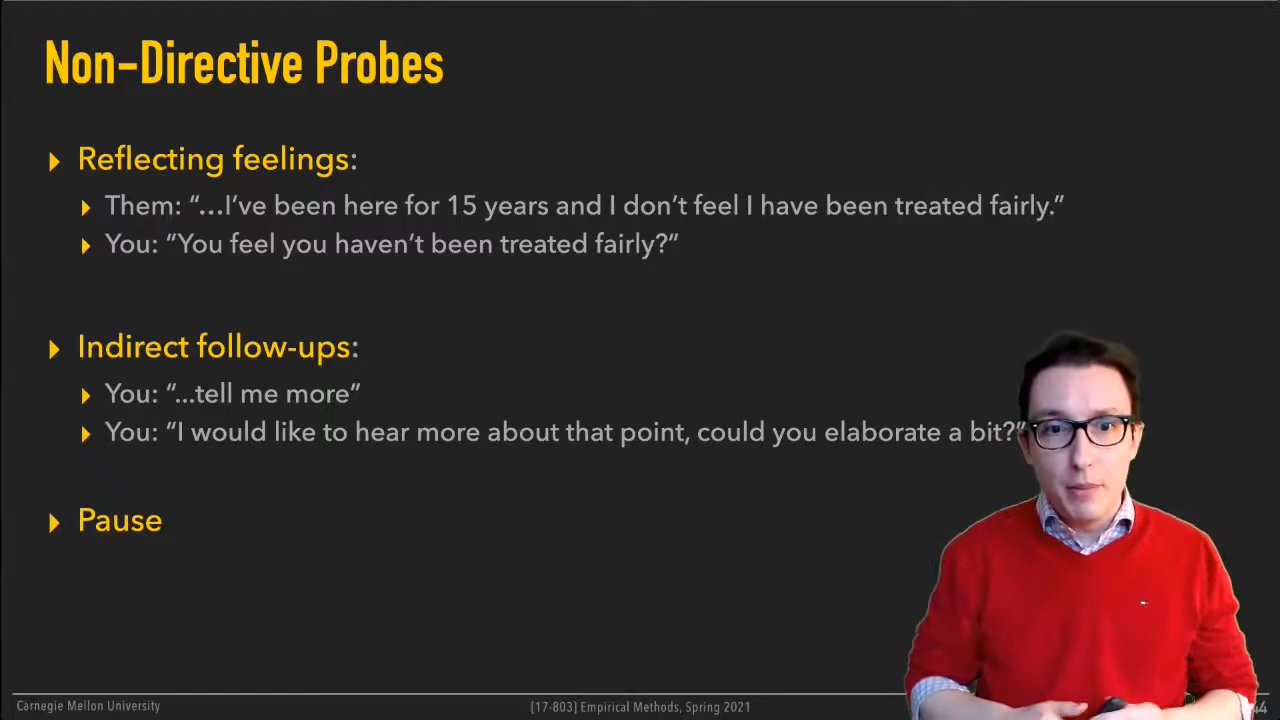 Non-Directive Probes
Reflecting feelings:
Them: “…I’ve been here for 15 years and I don’t feel I have been treated fairly.”
You: “You feel you haven’t been treated fairly?”
Indirect follow-ups:
You: “...tell me more”
You: “I would like to hear more about that point, could you elaborate a bit?”
Pause
Carnegie Mellon University
[17-803] Empirical Methods, Spring 2021